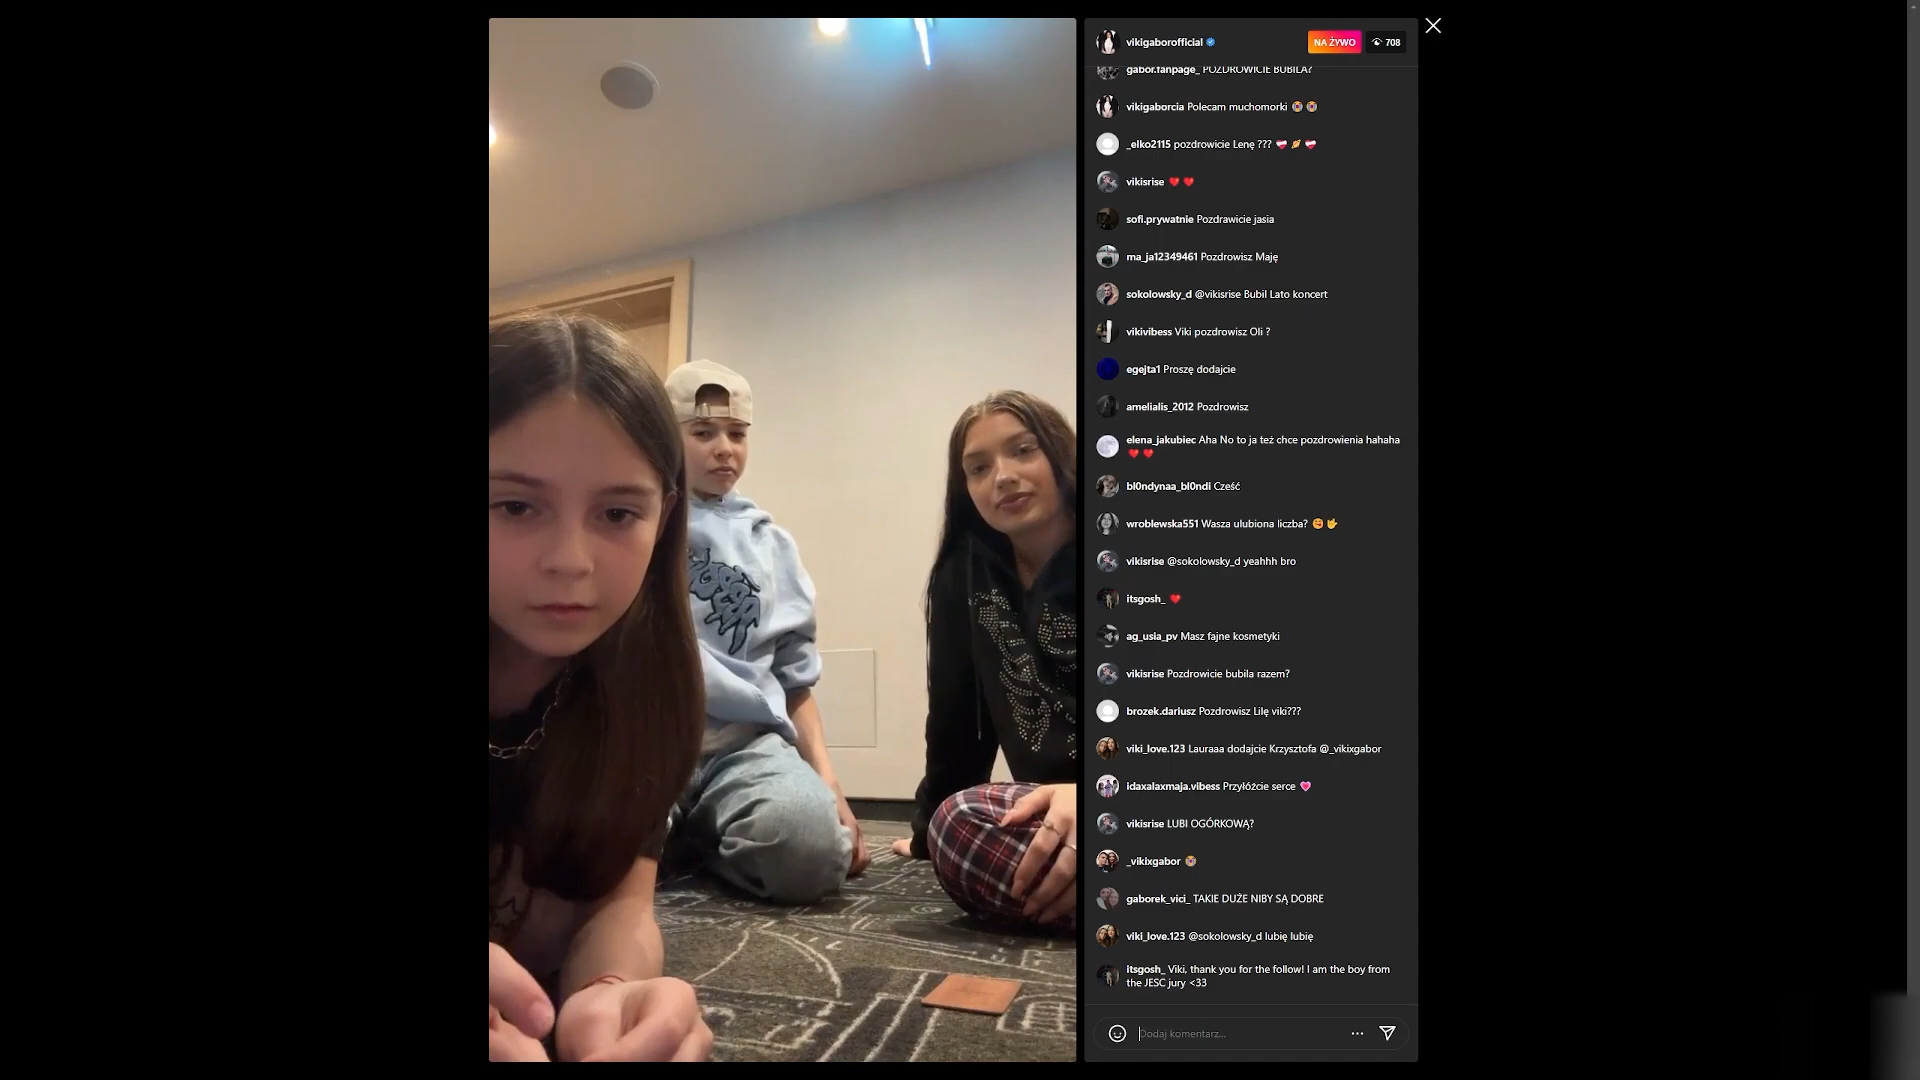 vikigaborofficial
NA ŻYWO
708
gabor.fanpage_ POZDROWICIE BUBILA?
vikigaborcia Polecam muchomorki
_elko2115 pozdrowicie Lenę ???
vikisrise
sofi.prywatnie Pozdrawicie jasia
ma_ja12349461 Pozdrowisz Maję
sokolowsky_d @vikisrise Bubil Lato koncert
vikivibess Viki pozdrowisz Oli ?
egejta1 Proszę dodajcie
amelialis_2012 Pozdrowisz
elena_jakubiec Aha No to ja też chce pozdrowienia hahaha
bl0ndynaa_bl0ndi Cześć
wroblewska551 Wasza ulubiona liczba?
vikisrise @sokolowsky_d yeahhh bro
itsgosh_
ag_usia_pv Masz fajne kosmetyki
vikisrise Pozdrowicie bubila razem?
brozek.dariusz Pozdrowisz Lilę viki???
viki_love.123 Lauraaa dodajcie Krzysztofa @_vikixgabor
idaxalaxmaja.vibess Przyłóżcie serce
vikisrise LUBI OGÓRKOWĄ?
_vikixgabor
gaborek_vici_ TAKIE DUŻE NIBY SĄ DOBRE
viki_love.123 @sokolowsky_d lubię lubię
itsgosh_ Viki, thank you for the follow! I am the boy from
the JESC jury <33
Dodaj komentarz...